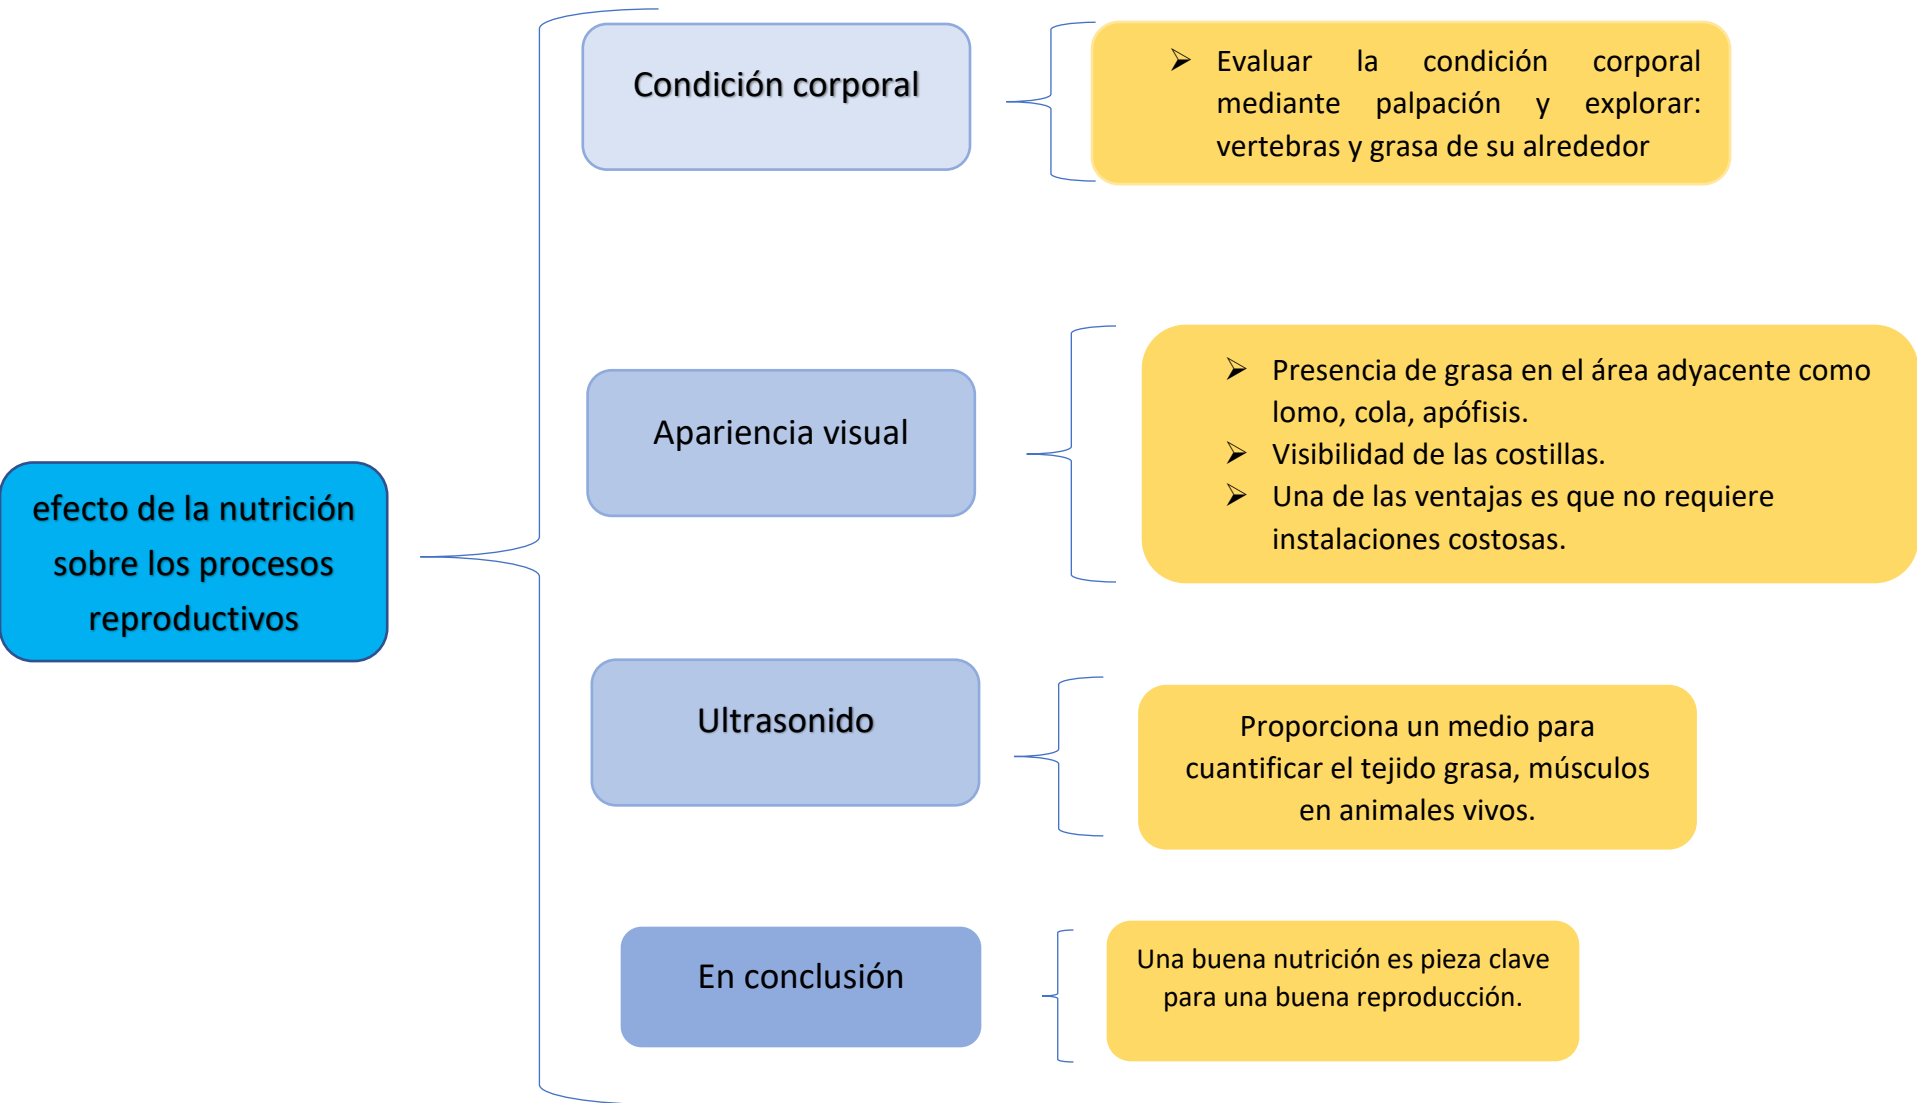 Condición corporal
➢ Evaluar la condición corporal
mediante palpación y explorar:
vertebras y grasa de su alrededor
Apariencia visual
➢ Presencia de grasa en el área adyacente como
lomo, cola, apófisis.
➢ Visibilidad de las costillas.
➢ Una de las ventajas es que no requiere
instalaciones costosas.
efecto de la nutrición
sobre los procesos
reproductivos
Ultrasonido
Proporciona un medio para
cuantificar el tejido grasa, músculos
en animales vivos.
En conclusión
Una buena nutrición es pieza clave
para una buena reproducción.